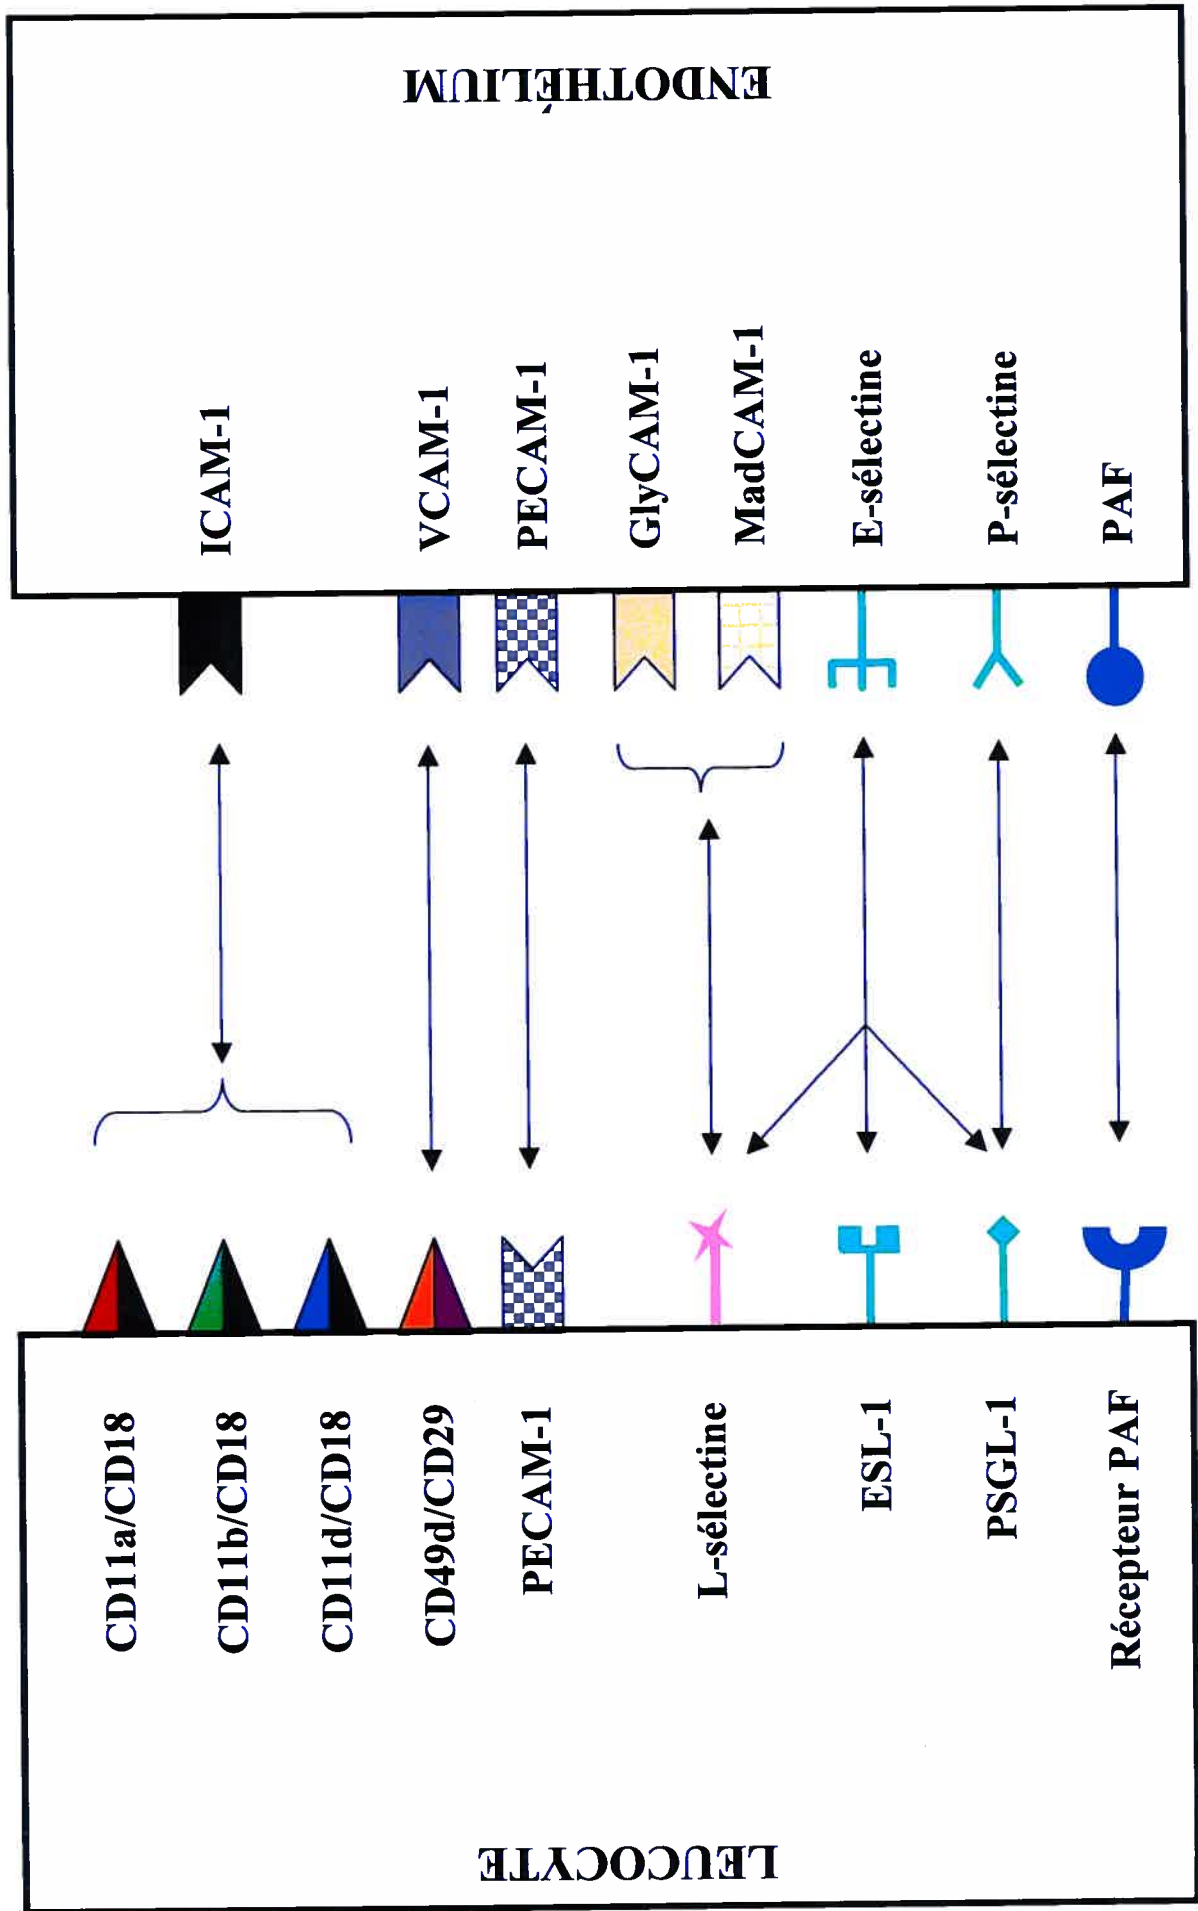 LEUCOCYTE
CD11a/CD18
CD11b/CD18
CD11d/CD18
CD49d/CD29
PECAM-1
L-sélectine
ESL-1
PSGL-1
Récepteur PAF
ICAM-1
VCAM-1
PECAM-1
GlyCAM-1
MadCAM-1
E-sélectine
P-sélectine
PAF
ENDOTHÉLIUM